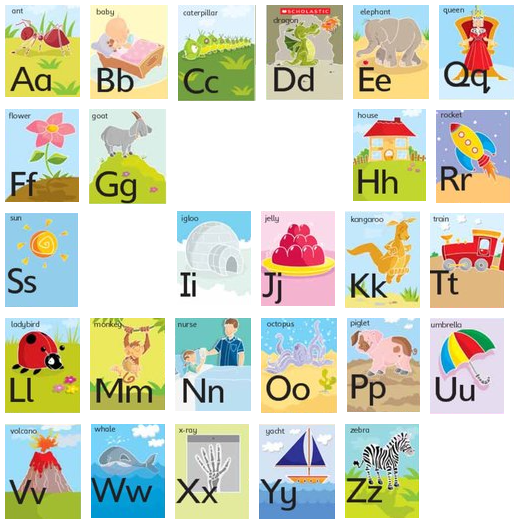 ant
Aa
baby
Bb
caterpillar
Cc
SCHOLASTIC
dragon
Dd
elephant
Ee
queen
Qq
flower
Ff
goat
Gg
house
Hh
rocket
Rr
sun
Ss
igloo
Ii
jelly
Jj
kangaroo
Kk
train
Tt
ladybird
Ll
monkey
Mm
nurse
Nn
octopus
Oo
piglet
Pp
umbrella
Uu
volcano
Vv
whale
Ww
x-ray
Xx
yacht
Yy
zebra
Zz